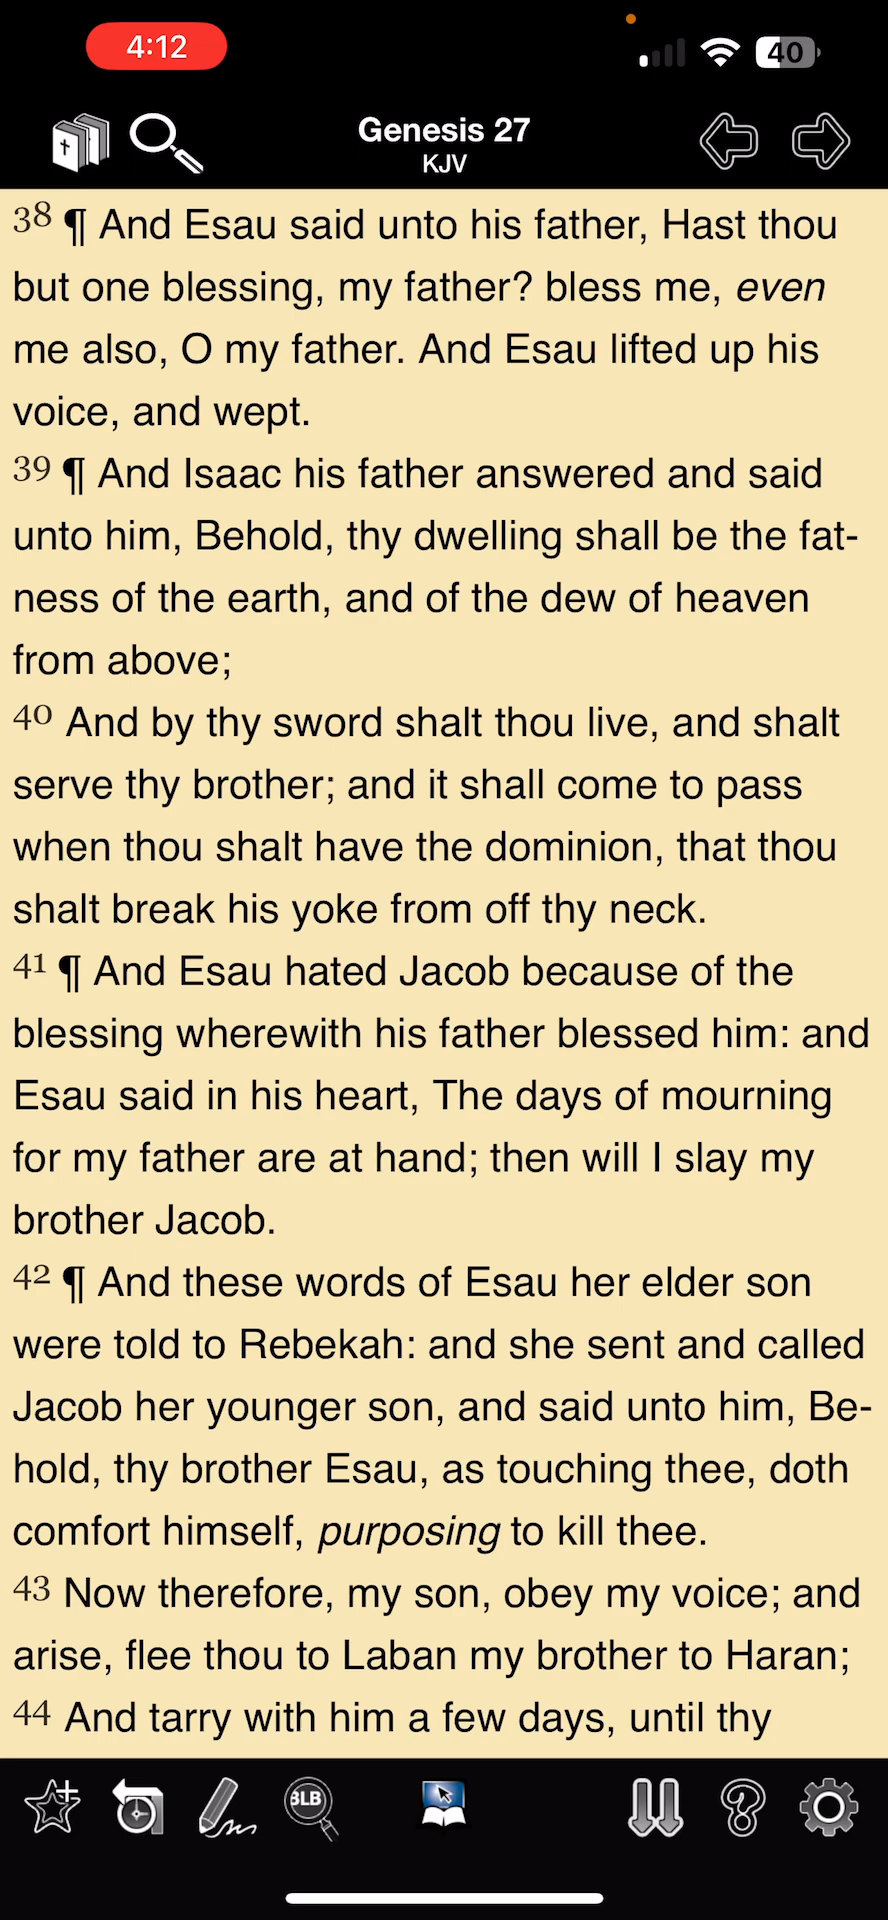 4:12
40
Genesis 27
KJV
38 ¶ And Esau said unto his father, Hast thou
but one blessing, my father? bless me, even
me also, O my father. And Esau lifted up his
voice, and wept.
39 ¶ And Isaac his father answered and said
unto him, Behold, thy dwelling shall be the fat-
ness of the earth, and of the dew of heaven
from above;
40 And by thy sword shalt thou live, and shalt
serve thy brother; and it shall come to pass
when thou shalt have the dominion, that thou
shalt break his yoke from off thy neck.
41 ¶ And Esau hated Jacob because of the
blessing wherewith his father blessed him: and
Esau said in his heart, The days of mourning
for my father are at hand; then will I slay my
brother Jacob.
42 ¶ And these words of Esau her elder son
were told to Rebekah: and she sent and called
Jacob her younger son, and said unto him, Be-
hold, thy brother Esau, as touching thee, doth
comfort himself, purposing to kill thee.
43 Now therefore, my son, obey my voice; and
arise, flee thou to Laban my brother to Haran;
44 And tarry with him a few days, until thy
BLB